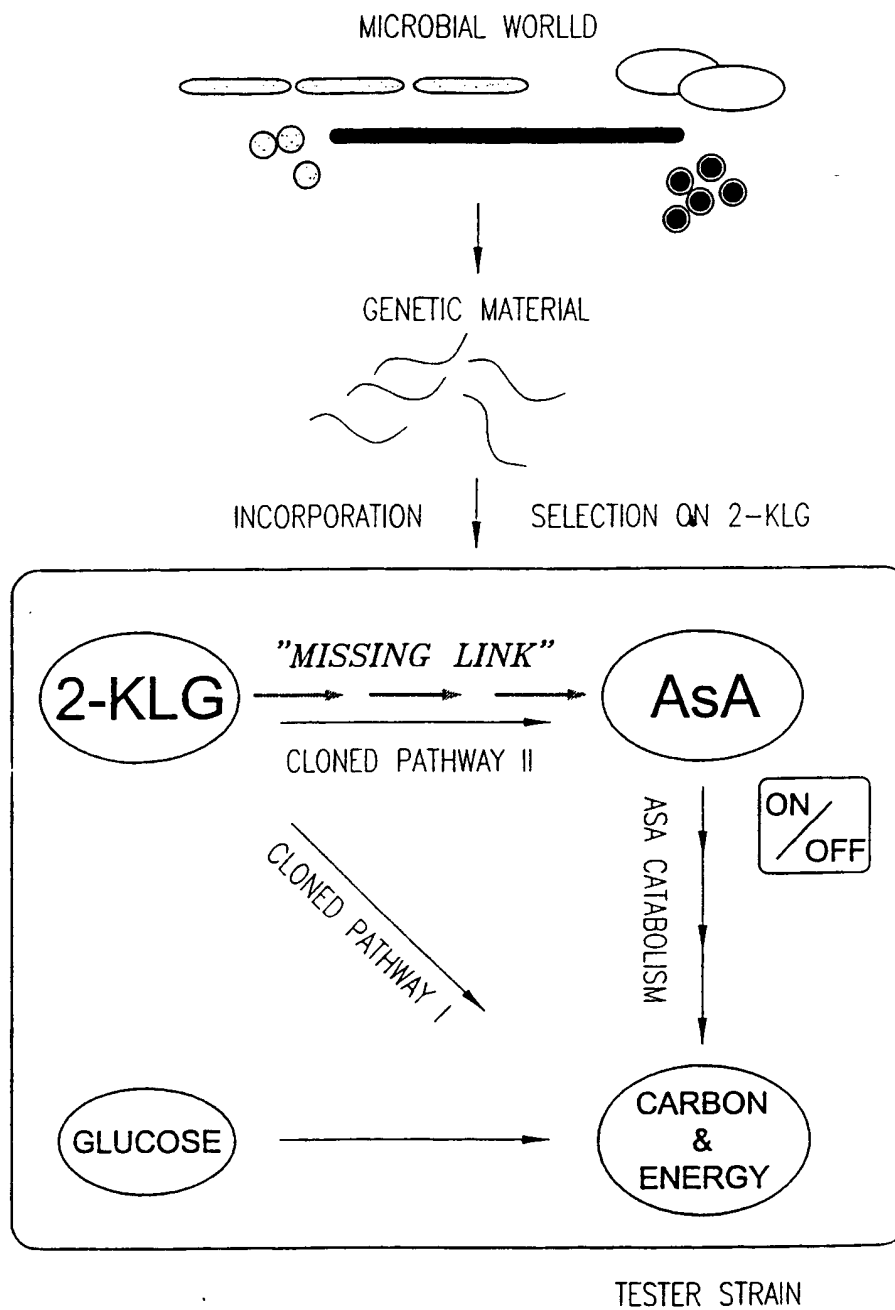 MICROBIAL WORLLD
GENETIC MATERIAL
INCORPORATION
SELECTION ON 2-KLG
"MISSING LINK"
2-KLG
AsA
CLONED PATHWAY II
ON/OFF
ASA CATABOLISM
CLONED PATHWAY I
GLUCOSE
CARBON
&
ENERGY
TESTER STRAIN